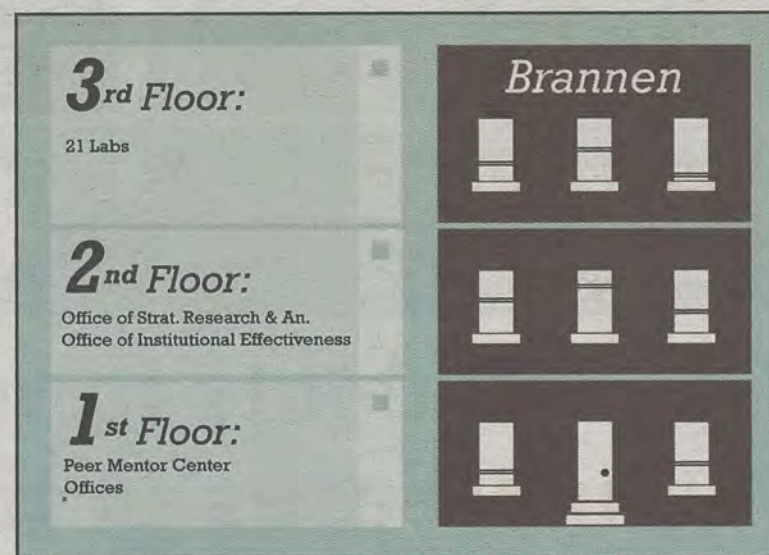 3rd Floor:
21 Labs
Brannen
2nd Floor:
Office of Strat. Research & An.
Office of Institutional Effectiveness
1st Floor:
Peer Mentor Center
Offices